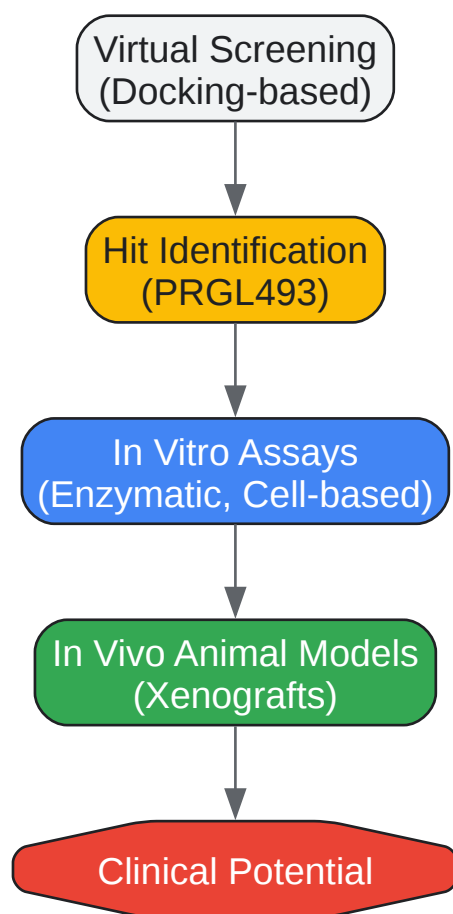 Virtual Screening
(Docking-based)
Hit Identification
(PRGL493)
In Vitro Assays
(Enzymatic, Cell-based)
In Vivo Animal Models
(Xenografts)
Clinical Potential